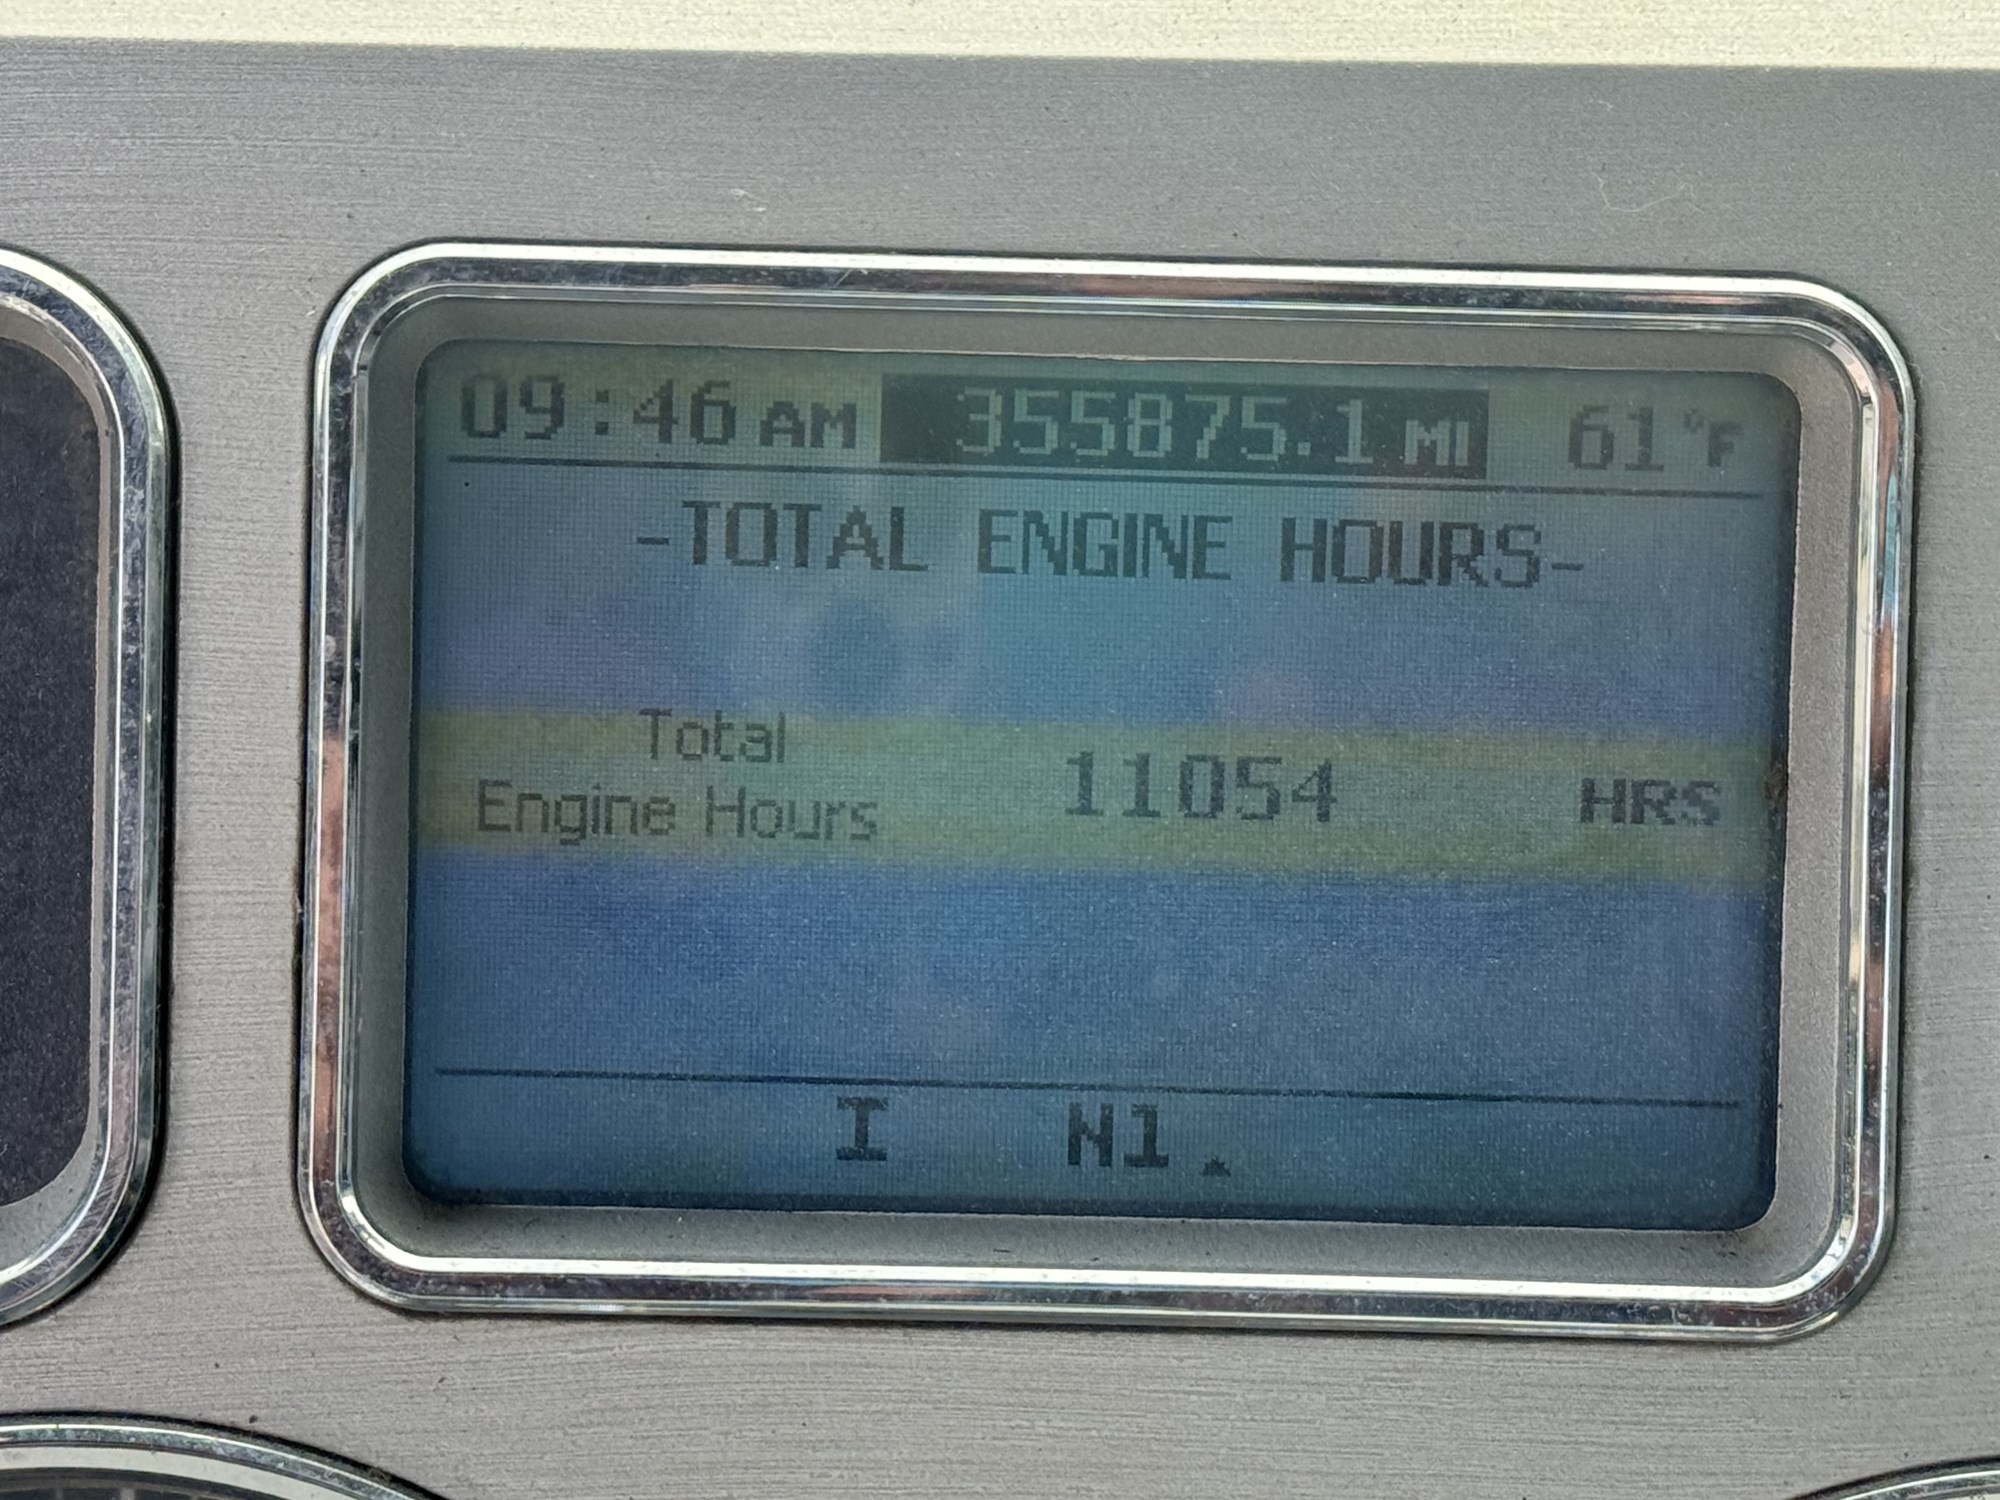 09:46 AM 355875.1 MI 61°F
-TOTAL ENGINE HOURS-
Total
Engine Hours 11054 HRS
I N1